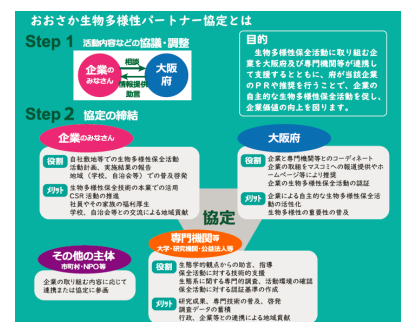 おおさか生物多様性パートナー協定とは
Step 1 活動内容などの協議・調整
企業の
みなさん
相談
情報提供
助言
大阪
府
目的
生物多様性保全活動に取り組む企
業を大阪府及び専門機関等が連携し
て支援するとともに、府が当該企業
のPRや推奨を行うことで、企業の
自主的な生物多様性保全活動を促し、
企業価値の向上を図ります。
Step 2 協定の締結
企業のみなさん
役割
自社敷地等での生物多様性保全活動
活動計画、実施結果の報告
地域(学校、自治会等)での普及啓発
メリット
生物多様性保全技術の本業での活用
CSR活動の推進
社員やその家族の福利厚生
学校、自治会等との交流による地域貢献
大阪府
役割
企業と専門機関等とのコーディネート
企業の取組をマスコミへの報道提供やホ
ームページ等により推奨
企業の生物多様性保全活動の認証
メリット
企業による自主的な生物多様性保全活動
の活性化
生物多様性の重要性の普及
協定
その他の主体
市町村・NPO等
企業の取組む内容に応じて
連携または協定に参画
専門機関等
大学・研究機関・公益法人等
役割
生態学的観点からの助言、指導
保全活動に対する技術的支援
生態系に関する専門的調査、活動環境の確認
保全活動に対する認証基準の作成
メリット
研究成果、専門技術の普及、啓発
調査データの蓄積
行政、企業等との連携による地域貢献